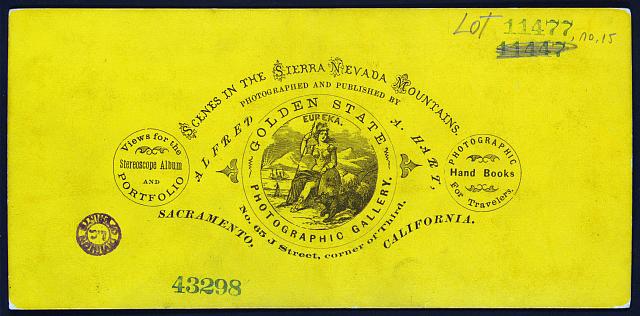 LOT 11477, no. 15
11447
SCENES IN THE SIERRA NEVADA MOUNTAINS.
PHOTOGRAPHED AND PUBLISHED BY
ALFRED A. HART,
GOLDEN STATE
EUREKA.
PHOTOGRAPHIC GALLERY.
No. 65 J Street, corner of Third,
SACRAMENTO, CALIFORNIA.
Views for the
Stereoscope Album
AND
PORTFOLIO
PHOTOGRAPHIC
Hand Books
For Travelers.
43298